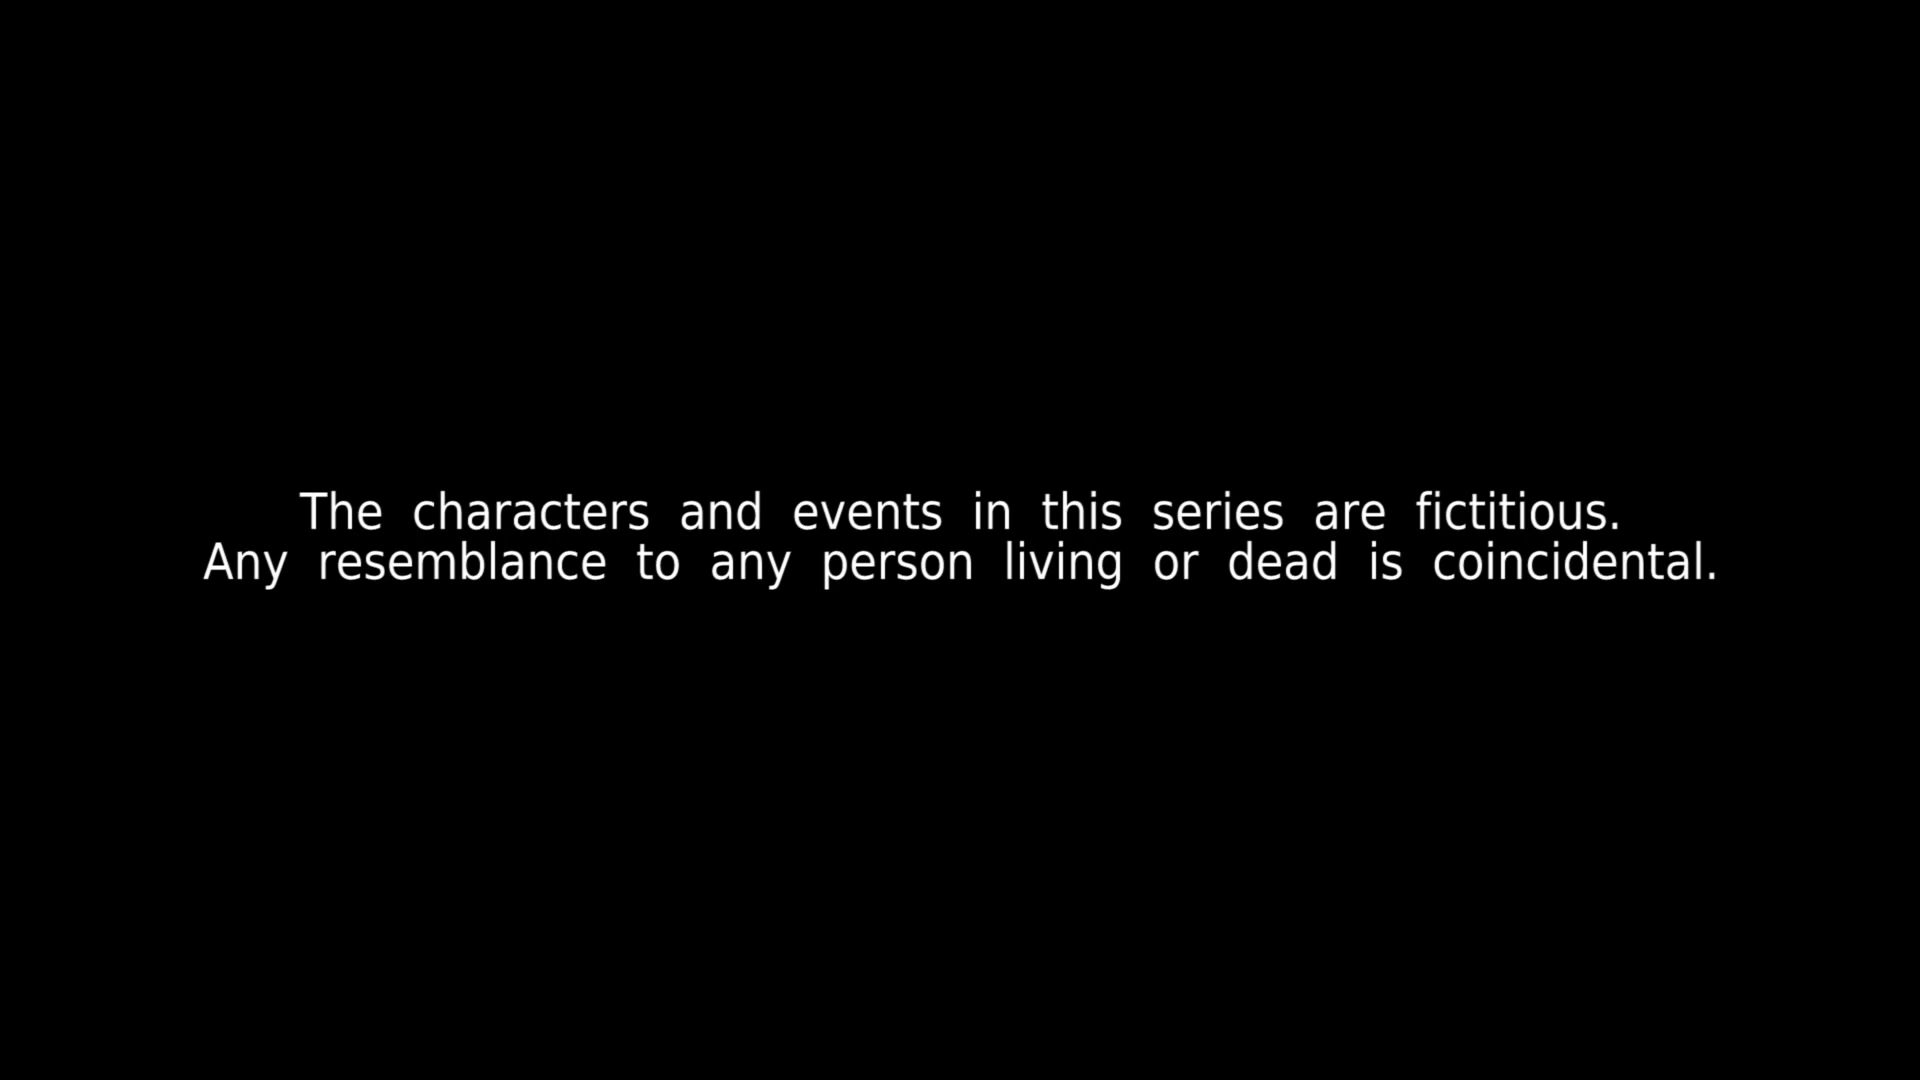 The characters and events in this series are fictitious.
Any resemblance to any person living or dead is coincidental.